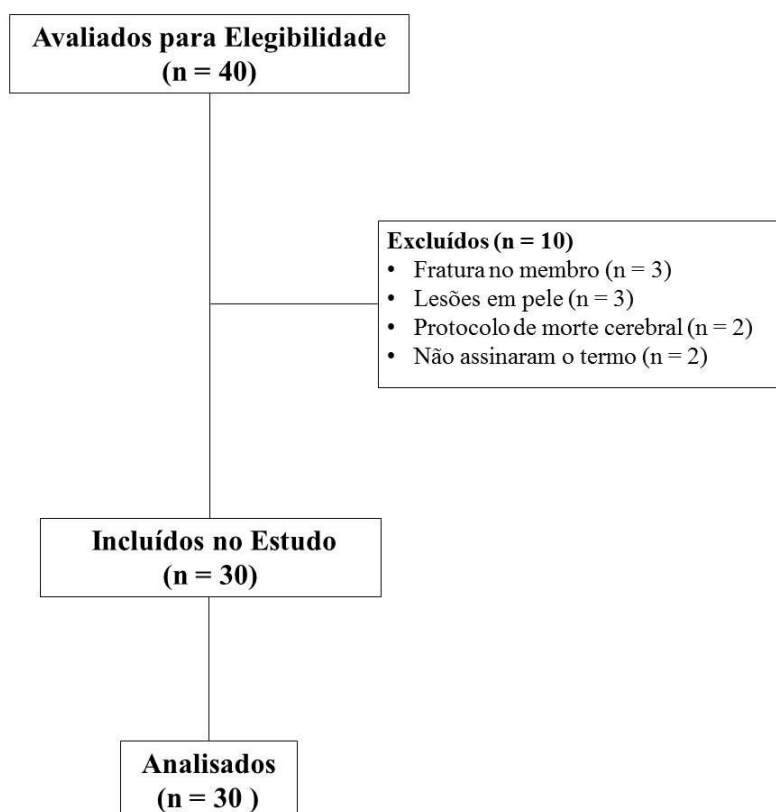 Avaliados para Elegibilidade
(n = 40)
Excluídos (n = 10)
• Fratura no membro (n = 3)
• Lesões em pele (n = 3)
• Protocolo de morte cerebral (n = 2)
• Não assinaram o termo (n = 2)
Incluídos no Estudo
(n = 30)
Analisados
(n = 30 )